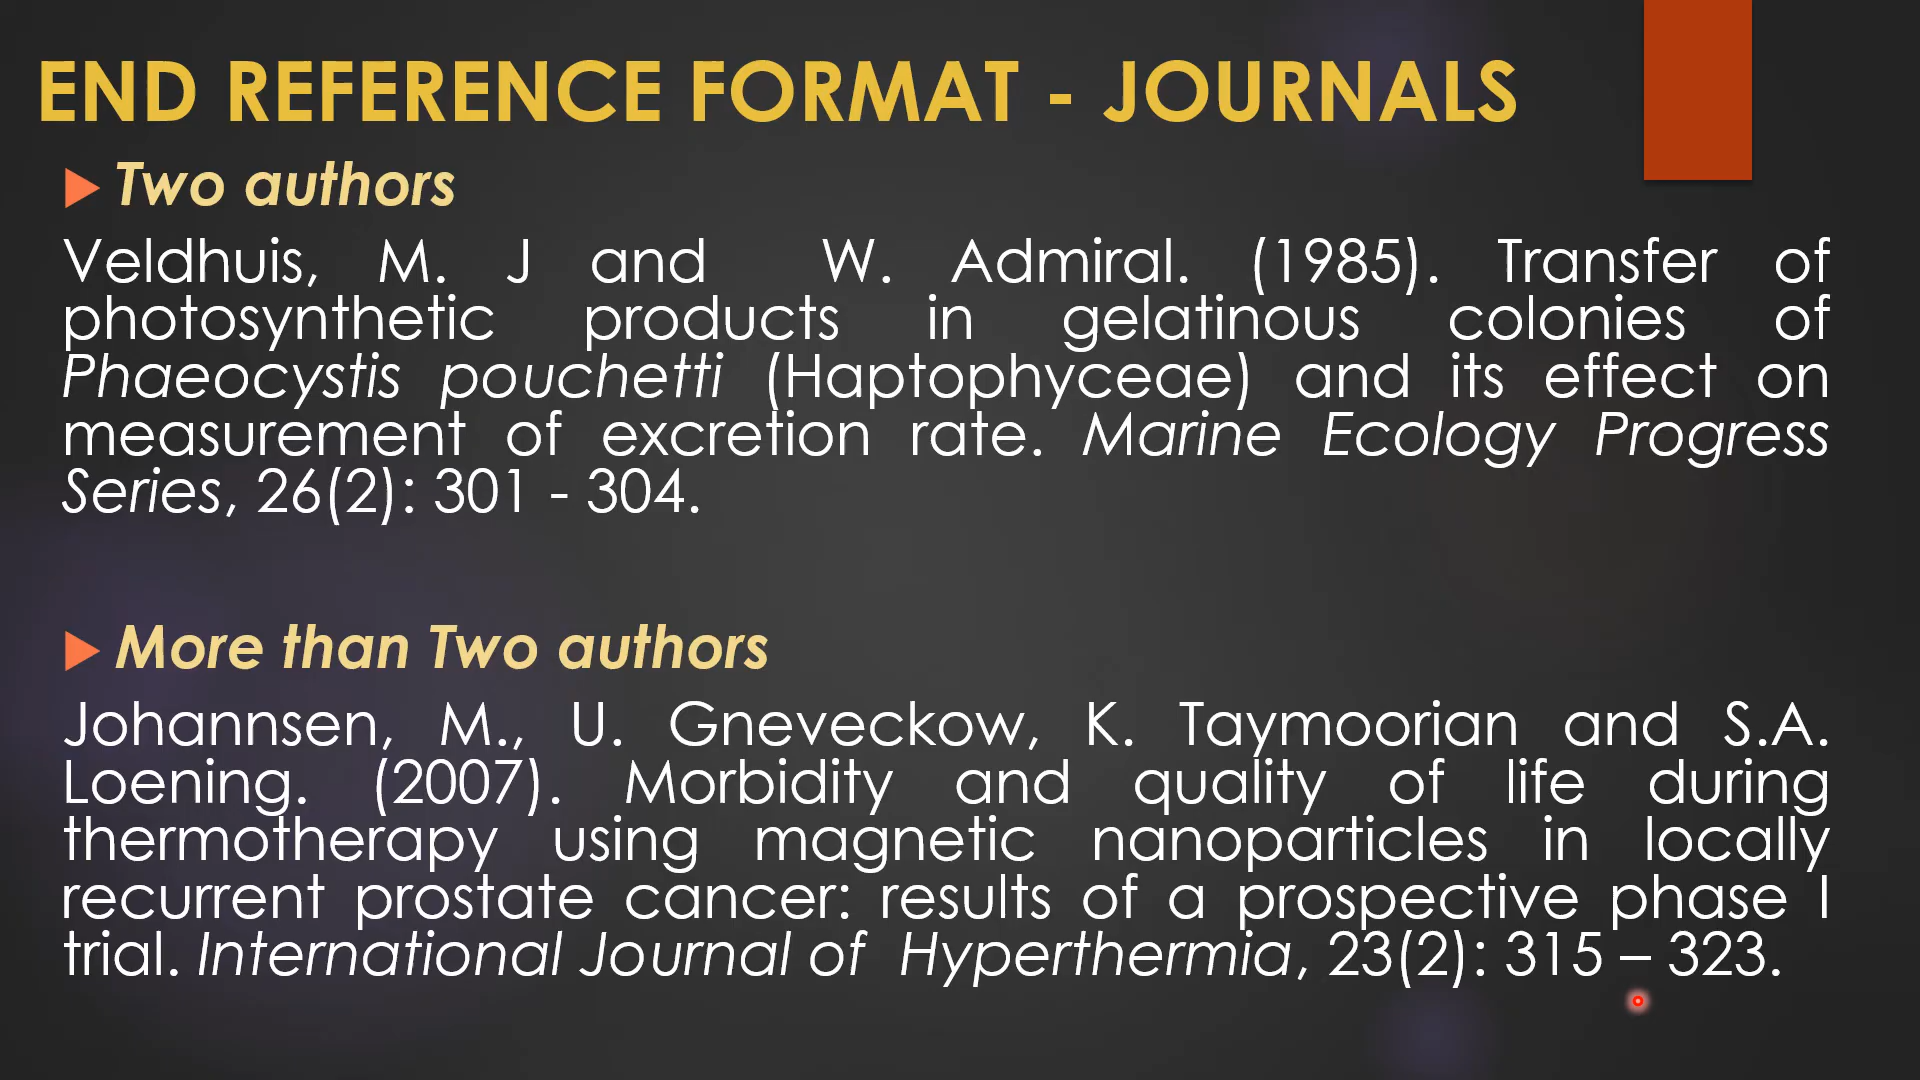 END REFERENCE FORMAT - JOURNALS
Two authors
Veldhuis, M. J and W. Admiral. (1985). Transfer of
photosynthetic products in gelatinous colonies of
Phaeocystis pouchetti (Haptophyceae) and its effect on
measurement of excretion rate. Marine Ecology Progress
Series, 26(2): 301 - 304.
More than Two authors
Johannsen, M., U. Gneveckow, K. Taymoorian and S.A.
Loening. (2007). Morbidity and quality of life during
thermotherapy using magnetic nanoparticles in locally
recurrent prostate cancer: results of a prospective phase I
trial. International Journal of Hyperthermia, 23(2): 315 – 323.